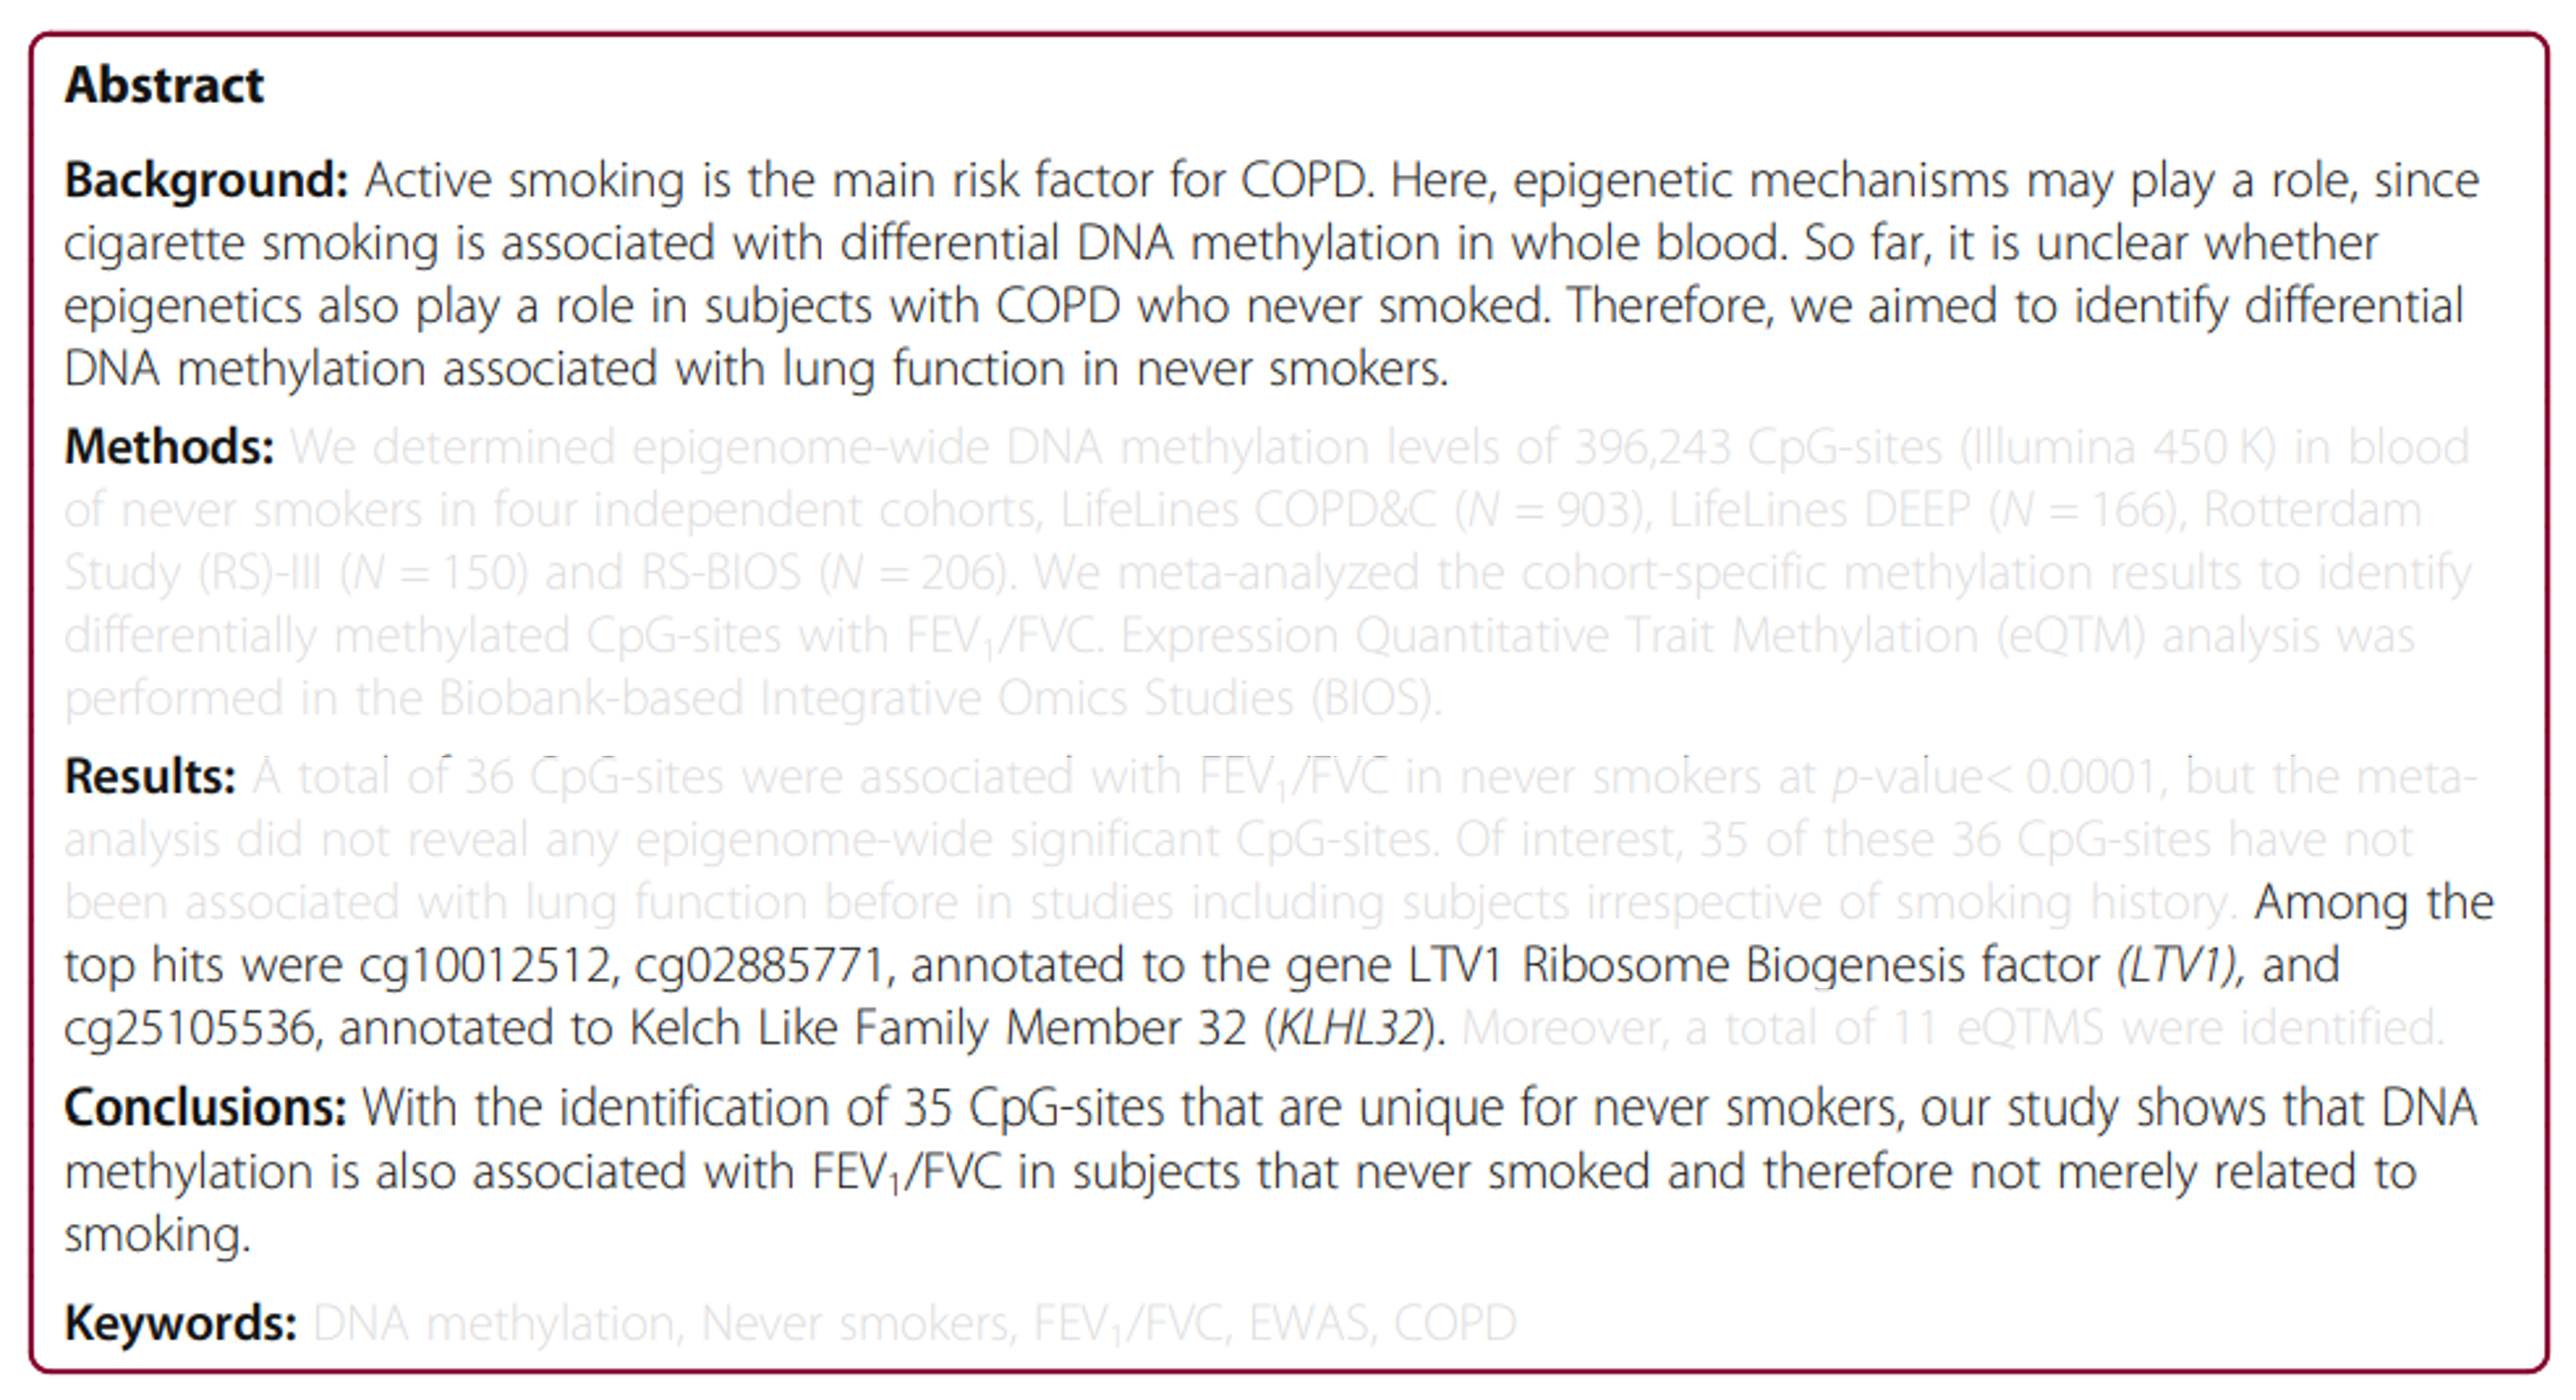 Abstract
Background: Active smoking is the main risk factor for COPD. Here, epigenetic mechanisms may play a role, since
cigarette smoking is associated with differential DNA methylation in whole blood. So far, it is unclear whether
epigenetics also play a role in subjects with COPD who never smoked. Therefore, we aimed to identify differential
DNA methylation associated with lung function in never smokers.
Methods: We determined epigenome-wide DNA methylation levels of 396,243 CpG-sites (Illumina 450 K) in blood
of never smokers in four independent cohorts, LifeLines COPD&C (N = 903), LifeLines DEEP (N = 166), Rotterdam
Study (RS)-III (N = 150) and RS-BIOS (N = 206). We meta-analyzed the cohort-specific methylation results to identify
differentially methylated CpG-sites with FEV₁/FVC. Expression Quantitative Trait Methylation (eQTM) analysis was
performed in the Biobank-based Integrative Omics Studies (BIOS).
Results: A total of 36 CpG-sites were associated with FEV₁/FVC in never smokers at p-value< 0.0001, but the meta-
analysis did not reveal any epigenome-wide significant CpG-sites. Of interest, 35 of these 36 CpG-sites have not
been associated with lung function before in studies including subjects irrespective of smoking history. Among the
top hits were cg10012512, cg02885771, annotated to the gene LTV1 Ribosome Biogenesis factor (LTV1), and
cg25105536, annotated to Kelch Like Family Member 32 (KLHL32). Moreover, a total of 11 eQTMS were identified.
Conclusions: With the identification of 35 CpG-sites that are unique for never smokers, our study shows that DNA
methylation is also associated with FEV₁/FVC in subjects that never smoked and therefore not merely related to
smoking.
Keywords: DNA methylation, Never smokers, FEV₁/FVC, EWAS, COPD